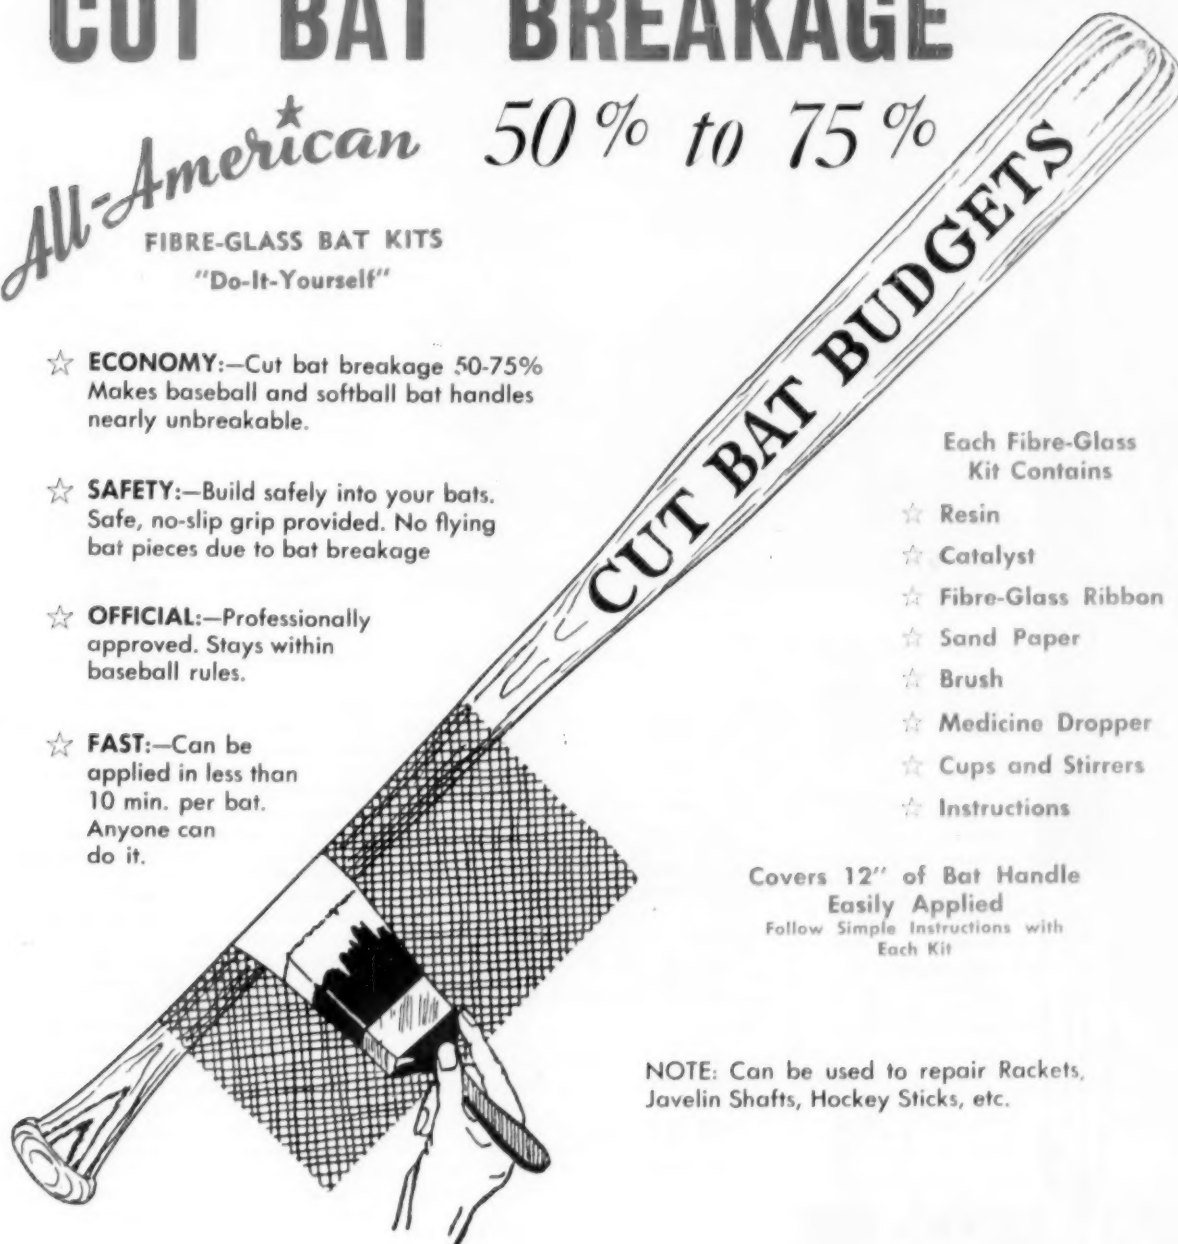 CUT BAT BREAKAGE
All-American
50% to 75%
FIBRE-GLASS BAT KITS
"Do-It-Yourself"
CUT BAT BUDGETS
☆ ECONOMY:—Cut bat breakage 50-75%
Makes baseball and softball bat handles
nearly unbreakable.
☆ SAFETY:—Build safely into your bats.
Safe, no-slip grip provided. No flying
bat pieces due to bat breakage
☆ OFFICIAL:—Professionally
approved. Stays within
baseball rules.
☆ FAST:—Can be
applied in less than
10 min. per bat.
Anyone can
do it.
Each Fibre-Glass
Kit Contains
☆ Resin
☆ Catalyst
☆ Fibre-Glass Ribbon
☆ Sand Paper
☆ Brush
☆ Medicine Dropper
☆ Cups and Stirrers
☆ Instructions
Covers 12" of Bat Handle
Easily Applied
Follow Simple Instructions with
Each Kit
NOTE: Can be used to repair Rackets,
Javelin Shafts, Hockey Sticks, etc.